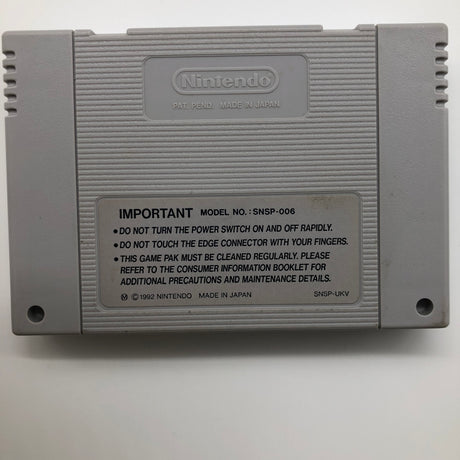 Nintendo
PAT. PEND. MADE IN JAPAN
IMPORTANT MODEL NO. : SNSP-006
• DO NOT TURN THE POWER SWITCH ON AND OFF RAPIDLY.
• DO NOT TOUCH THE EDGE CONNECTOR WITH YOUR FINGERS.
• THIS GAME PAK MUST BE CLEANED REGULARLY. PLEASE
REFER TO THE CONSUMER INFORMATION BOOKLET FOR
ADDITIONAL PRECAUTIONS AND MAINTENANCE DETAILS.
Ⓜ ©1992 NINTENDO MADE IN JAPAN SNSP-UKV